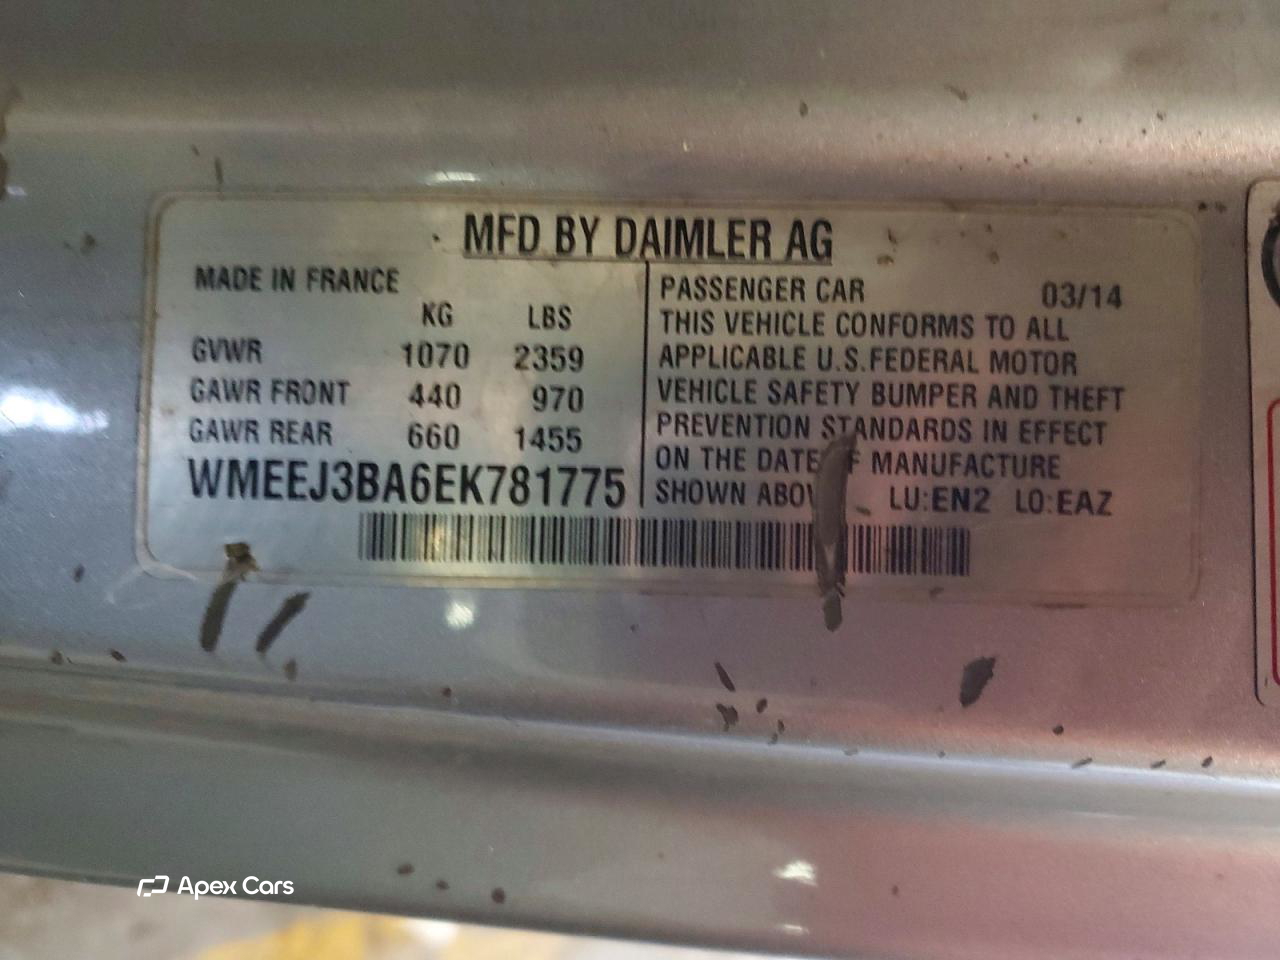 MFD BY DAIMLER AG
MADE IN FRANCE
KG LBS
GVWR 1070 2359
GAWR FRONT 440 970
GAWR REAR 660 1455
WMEEJ3BA6EK781775
PASSENGER CAR 03/14
THIS VEHICLE CONFORMS TO ALL
APPLICABLE U.S.FEDERAL MOTOR
VEHICLE SAFETY BUMPER AND THEFT
PREVENTION STANDARDS IN EFFECT
ON THE DATE MANUFACTURE
SHOWN LU:EN2 LO:EAZ
Apex Cars